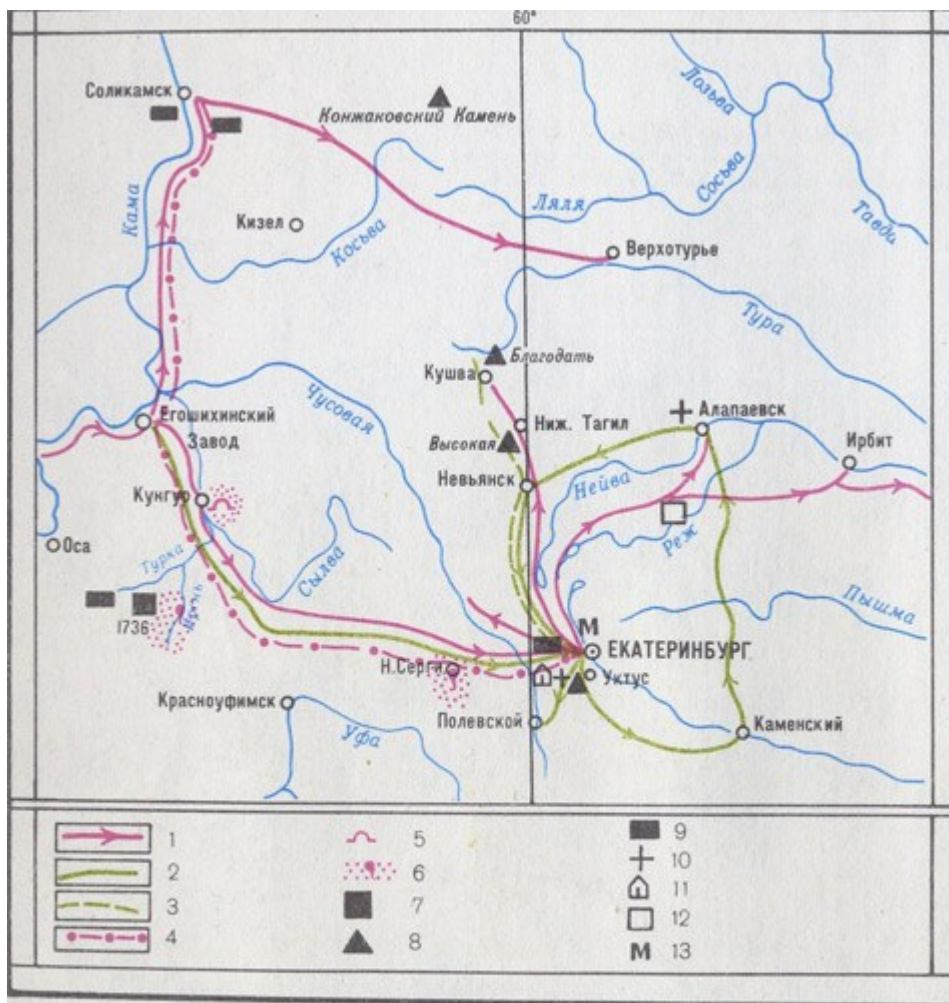 60°
Соликамск
Конжаковский Камень
Лозьва
Сосьва
Тавда
Кама
Кизел
Косьва
Ляля
Верхотурье
Тура
Благодать
Кушва
Чусовая
Егошихинский
Завод
Высокая
Ниж. Тагил
Алапаевск
Ирбит
Невьянск
Нейва
Кунгур
Реж
Оса
Турка
Сылва
Пышма
1736
Ирень
М
ЕКАТЕРИНБУРГ
Н.Серги
Уктус
Красноуфимск
Полевской
Каменский
Уфа
1
2
3
4
5
6
7
8
9
10
11
12
М 13